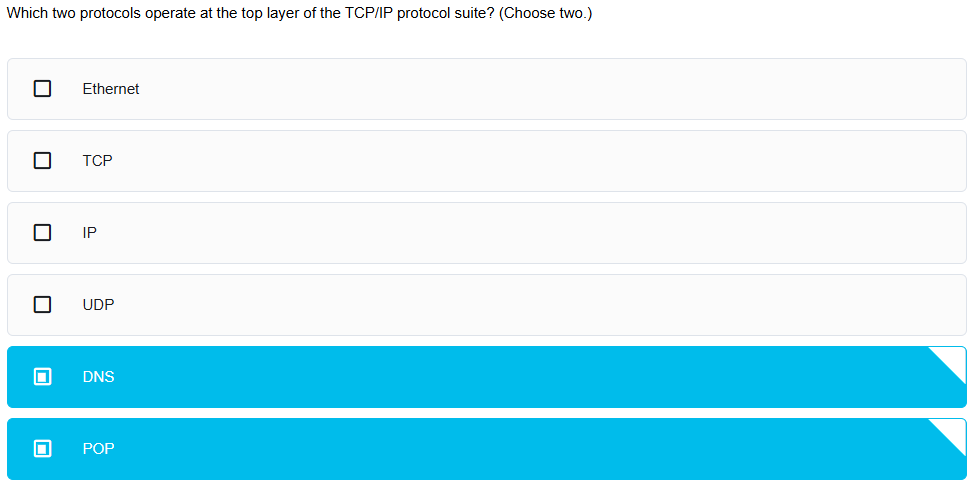 Which two protocols operate at the top layer of the TCP/IP protocol suite? (Choose two.)
Ethernet
TCP
IP
UDP
DNS
POP